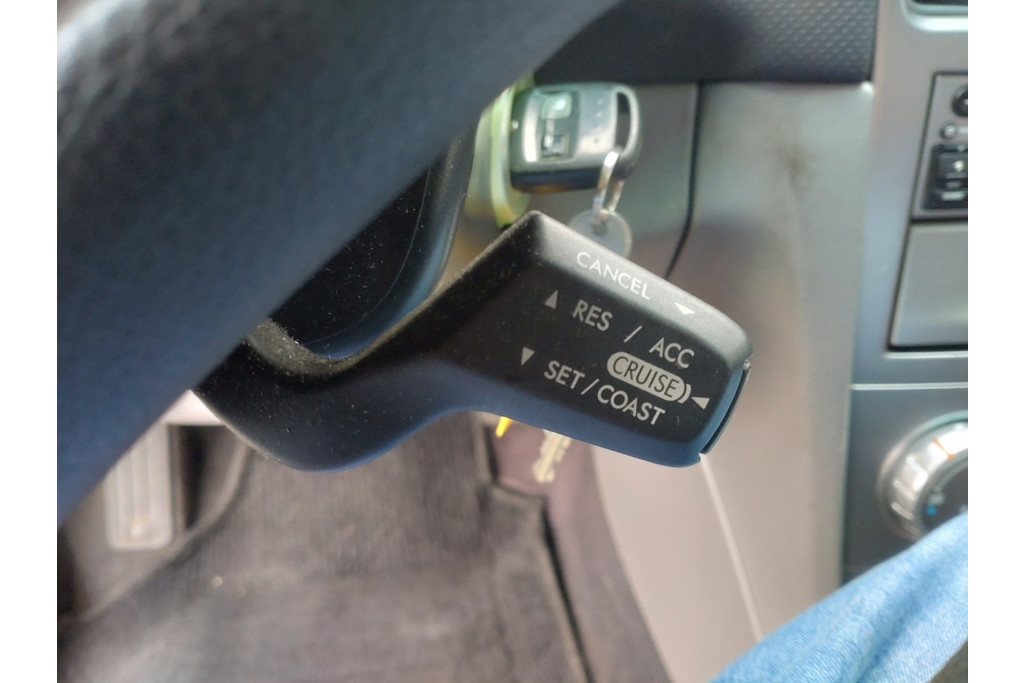 CANCEL ◄
▲ RES / ACC
CRUISE) ◄
▼ SET/COAST